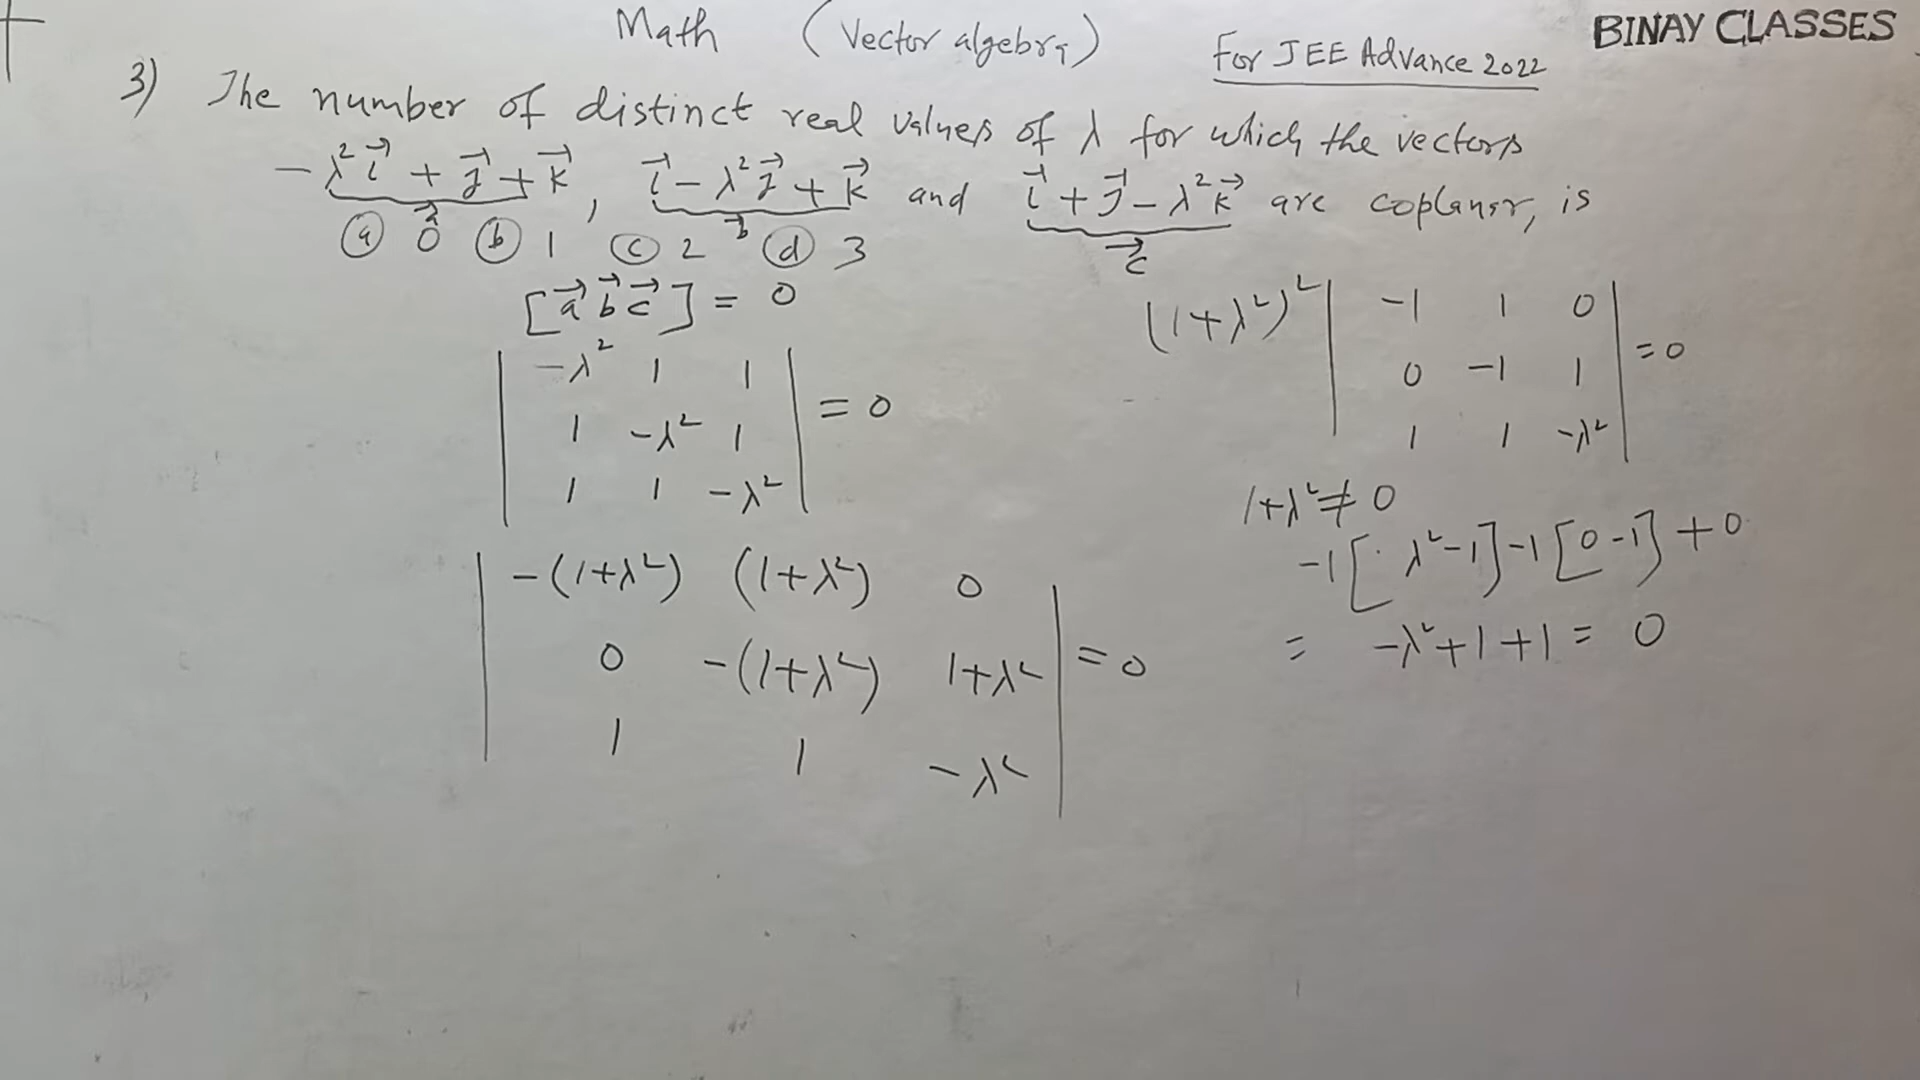 Math (Vector algebra) For JEE Advance 2022 BINAY CLASSES
3) The number of distinct real values of λ for which the vectors
-λ² i⃗ + j⃗ + k⃗, i⃗ - λ² j⃗ + k⃗ and i⃗ + j⃗ - λ² k⃗ are coplanar, is
a⃗ b⃗ c⃗
(a) 0 (b) 1 (c) 2 (d) 3
[a⃗ b⃗ c⃗] = 0
| -λ² 1 1 |
| 1 -λ² 1 | = 0
| 1 1 -λ² |
| -(1+λ²) (1+λ²) 0 |
| 0 -(1+λ²) 1+λ² | = 0
| 1 1 -λ² |
(1+λ²)² | -1 1 0 |
| 0 -1 1 | = 0
| 1 1 -λ² |
1+λ² ≠ 0
-1[λ²-1] -1[0-1] + 0
= -λ²+1+1 = 0